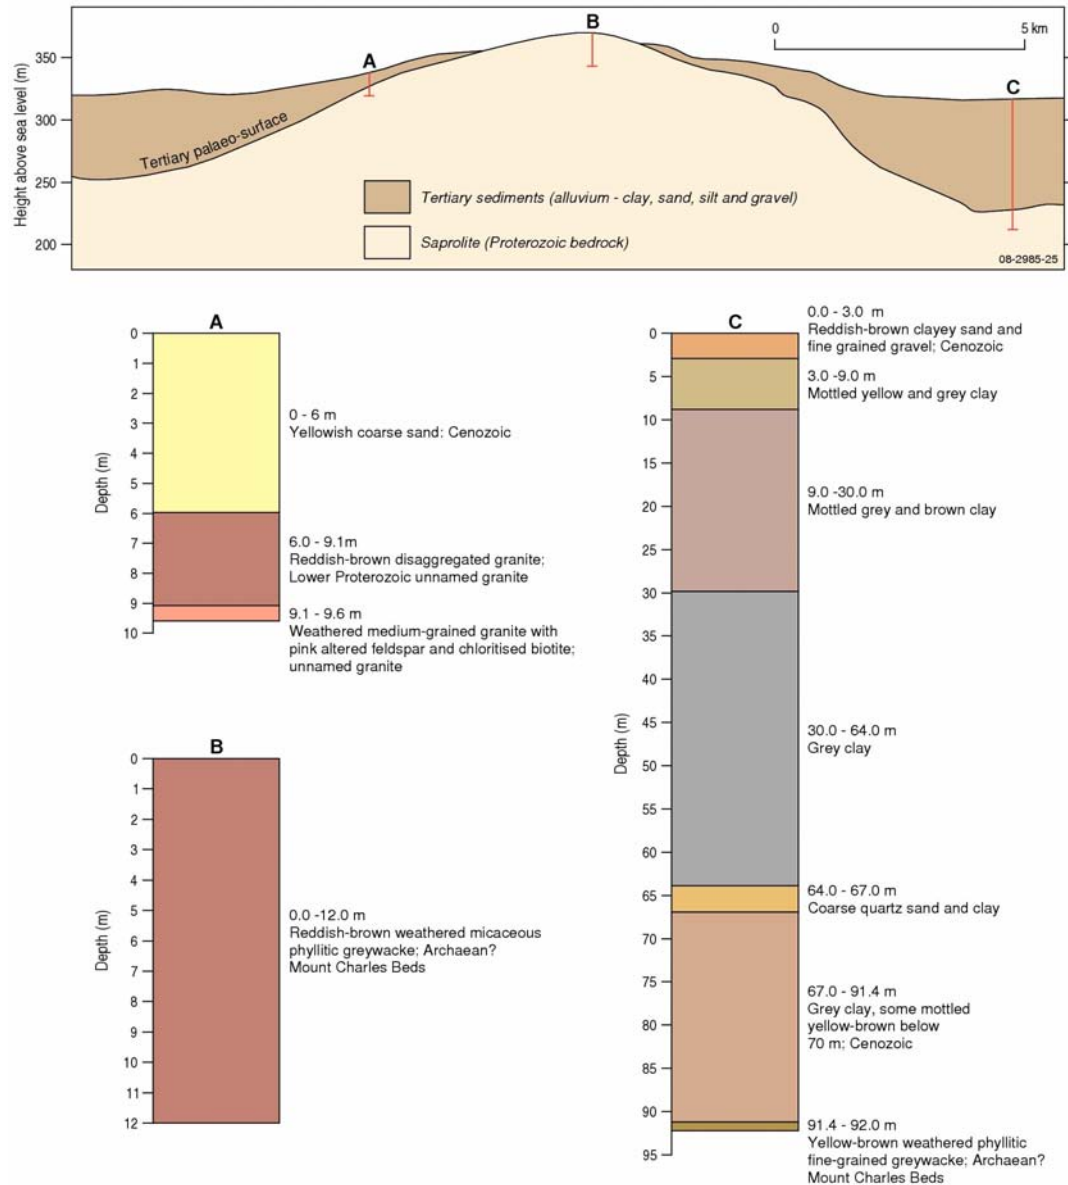 B
0 5 km
A
C
350
300
250
200
Height above sea level (m)
Tertiary palaeo-surface
Tertiary sediments (alluvium - clay, sand, silt and gravel)
Saprolite (Proterozoic bedrock)
08-2985-25
A
0
1
2
3
4
5
6
7
8
9
10
Depth (m)
0 - 6 m
Yellowish coarse sand: Cenozoic
6.0 - 9.1m
Reddish-brown disaggregated granite;
Lower Proterozoic unnamed granite
9.1 - 9.6 m
Weathered medium-grained granite with
pink altered feldspar and chloritised biotite;
unnamed granite
B
0
1
2
3
4
5
6
7
8
9
10
11
12
Depth (m)
0.0 -12.0 m
Reddish-brown weathered micaceous
phyllitic greywacke; Archaean?
Mount Charles Beds
C
0
5
10
15
20
25
30
35
40
45
50
55
60
65
70
75
80
85
90
95
Depth (m)
0.0 - 3.0 m
Reddish-brown clayey sand and
fine grained gravel; Cenozoic
3.0 -9.0 m
Mottled yellow and grey clay
9.0 -30.0 m
Mottled grey and brown clay
30.0 - 64.0 m
Grey clay
64.0 - 67.0 m
Coarse quartz sand and clay
67.0 - 91.4 m
Grey clay, some mottled
yellow-brown below
70 m; Cenozoic
91.4 - 92.0 m
Yellow-brown weathered phyllitic
fine-grained greywacke; Archaean?
Mount Charles Beds